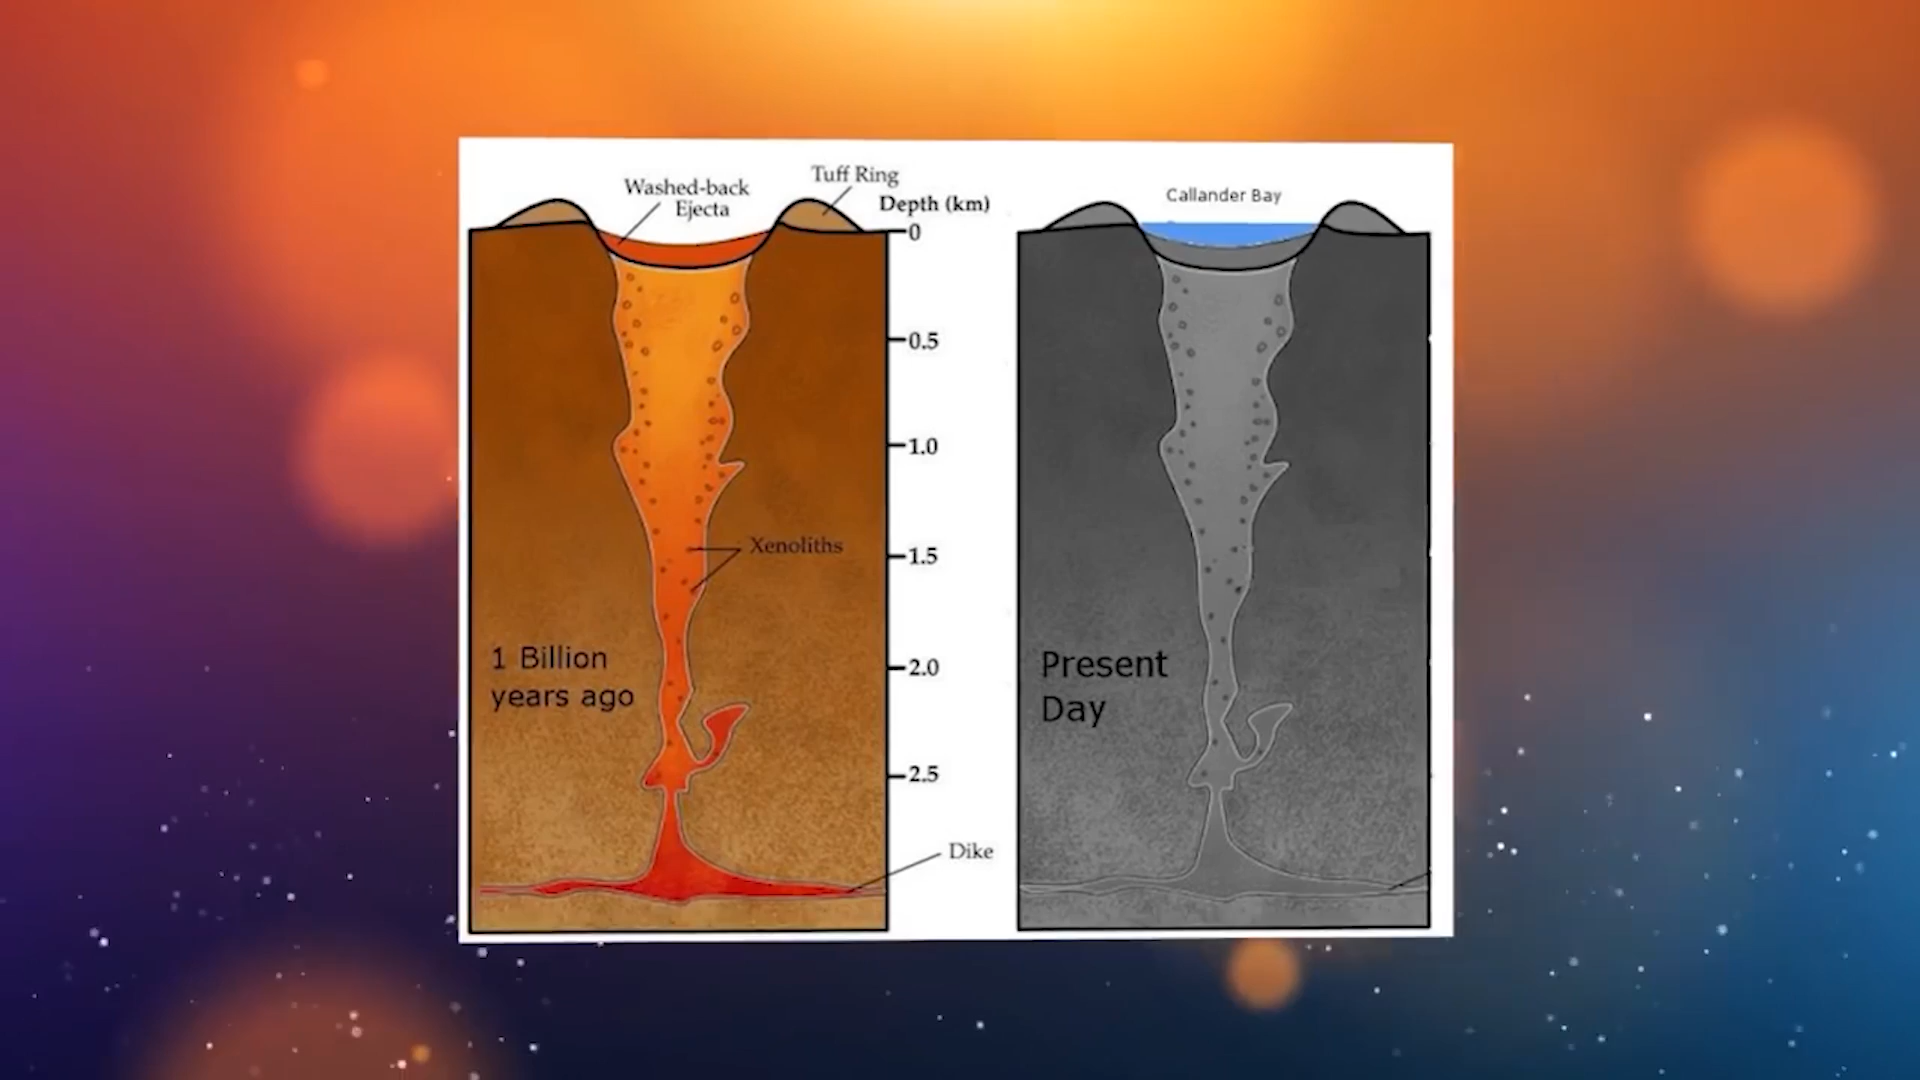 Washed-back
Ejecta
Tuff Ring
Depth (km)
0
0.5
1.0
1.5
2.0
2.5
Xenoliths
1 Billion
years ago
Dike
Callander Bay
Present
Day